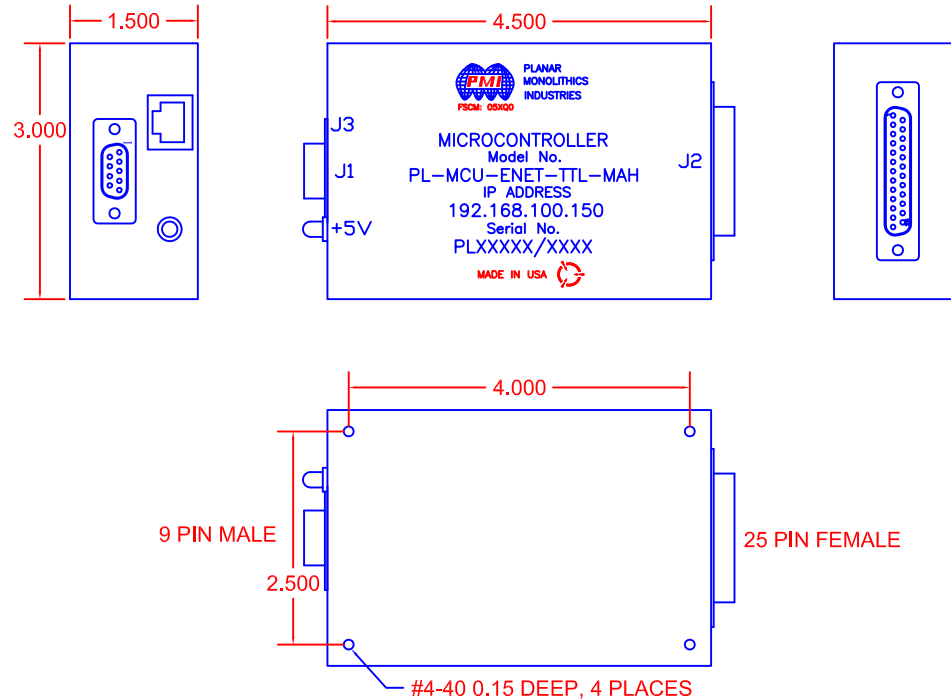 1.500
4.500
3.000
PMI
PLANAR
MONOLITHICS
INDUSTRIES
FSCM: 05XQ0
J3
J1
+5V
J2
MICROCONTROLLER
Model No.
PL-MCU-ENET-TTL-MAH
IP ADDRESS
192.168.100.150
Serial No.
PLXXXXX/XXXX
MADE IN USA
1
4.000
9 PIN MALE
2.500
25 PIN FEMALE
#4-40 0.15 DEEP, 4 PLACES